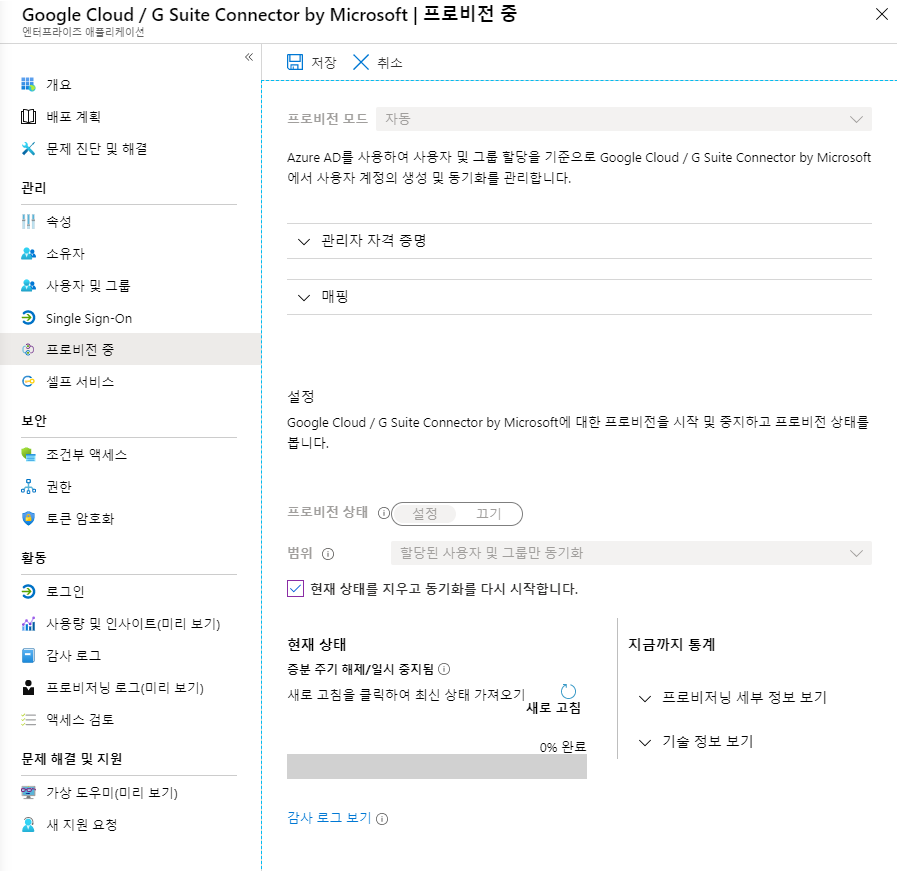 Google Cloud / G Suite Connector by Microsoft | 프로비전 중
엔터프라이즈 애플리케이션
개요
배포 계획
문제 진단 및 해결
관리
속성
소유자
사용자 및 그룹
Single Sign-On
프로비전 중
셀프 서비스
보안
조건부 액세스
권한
토큰 암호화
활동
로그인
사용량 및 인사이트(미리 보기)
감사 로그
프로비저닝 로그(미리 보기)
액세스 검토
문제 해결 및 지원
가상 도우미(미리 보기)
새 지원 요청
저장 취소
프로비전 모드 자동
Azure AD를 사용하여 사용자 및 그룹 할당을 기준으로 Google Cloud / G Suite Connector by Microsoft
에서 사용자 계정의 생성 및 동기화를 관리합니다.
관리자 자격 증명
매핑
설정
Google Cloud / G Suite Connector by Microsoft에 대한 프로비전을 시작 및 중지하고 프로비전 상태를
봅니다.
프로비전 상태 설정 끄기
범위 할당된 사용자 및 그룹만 동기화
현재 상태를 지우고 동기화를 다시 시작합니다.
현재 상태
증분 주기 해제/일시 중지됨
새로 고침을 클릭하여 최신 상태 가져오기
새로 고침
0% 완료
감사 로그 보기
지금까지 통계
프로비저닝 세부 정보 보기
기술 정보 보기